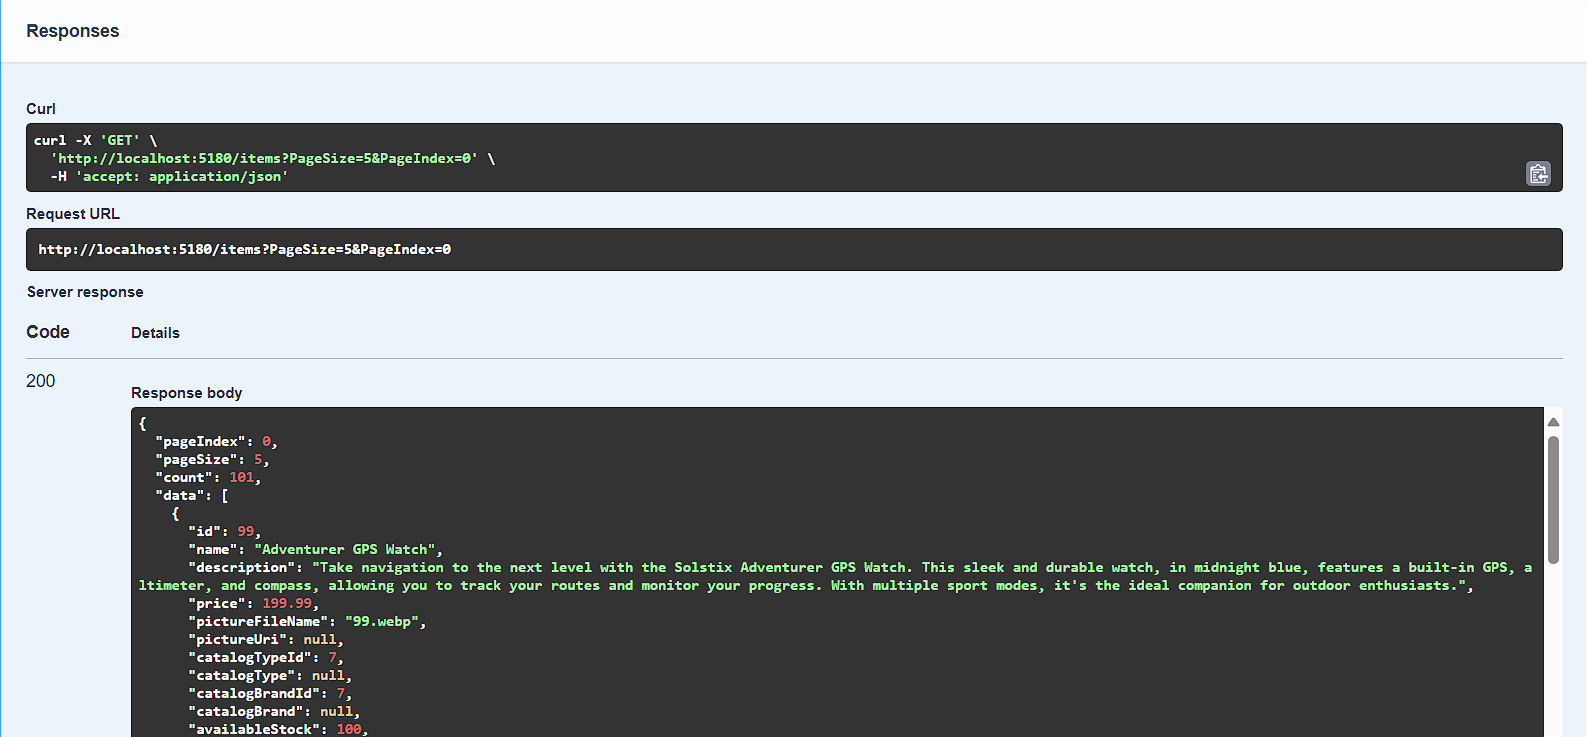 Responses
Curl
curl -X 'GET' \
  'http://localhost:5180/items?PageSize=5&PageIndex=0' \
  -H 'accept: application/json'
Request URL
http://localhost:5180/items?PageSize=5&PageIndex=0
Server response
Code Details
200
Response body
{
  "pageIndex": 0,
  "pageSize": 5,
  "count": 101,
  "data": [
    {
      "id": 99,
      "name": "Adventurer GPS Watch",
      "description": "Take navigation to the next level with the Solstix Adventurer GPS Watch. This sleek and durable watch, in midnight blue, features a built-in GPS, a
ltimeter, and compass, allowing you to track your routes and monitor your progress. With multiple sport modes, it's the ideal companion for outdoor enthusiasts.",
      "price": 199.99,
      "pictureFileName": "99.webp",
      "pictureUri": null,
      "catalogTypeId": 7,
      "catalogType": null,
      "catalogBrandId": 7,
      "catalogBrand": null,
      "availableStock": 100,